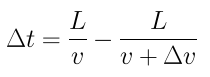 Δt = L/v − L/(v + Δv)